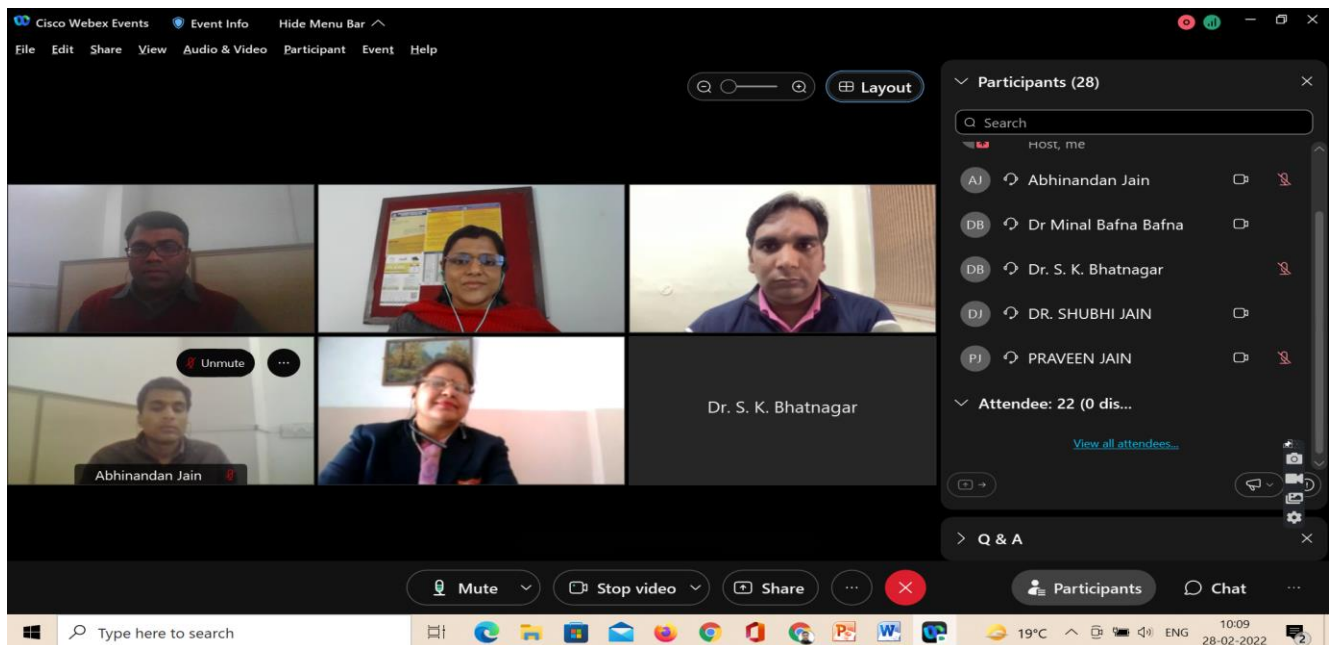 Cisco Webex Events Event Info Hide Menu Bar
File Edit Share View Audio & Video Participant Event Help
Layout
Participants (28)
Search
Host, me
AJ Abhinandan Jain
DB Dr Minal Bafna Bafna
DB Dr. S. K. Bhatnagar
DJ DR. SHUBHI JAIN
PJ PRAVEEN JAIN
Attendee: 22 (0 dis...
View all attendees...
Unmute ...
Abhinandan Jain
Dr. S. K. Bhatnagar
Q & A
Mute Stop video Share ... Participants Chat ...
Type here to search 19°C ENG 10:09
28-02-2022 2